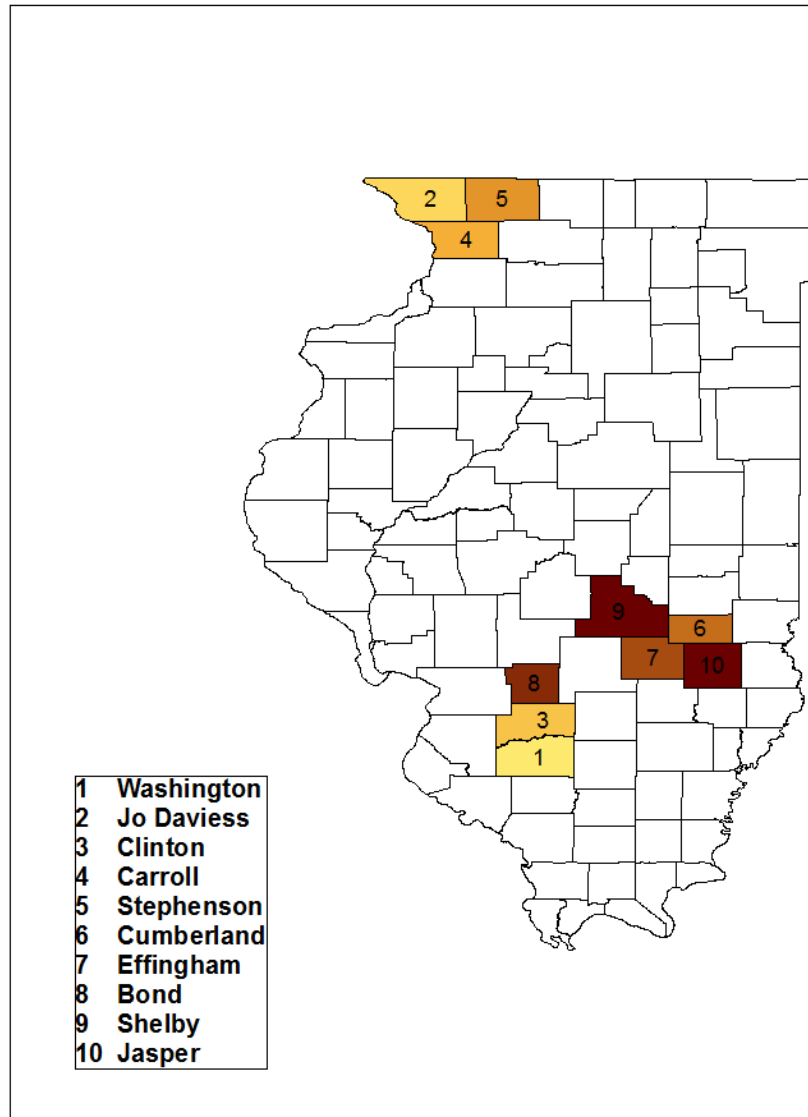 2
5
4
9
6
7
10
8
3
1
1 Washington
2 Jo Daviess
3 Clinton
4 Carroll
5 Stephenson
6 Cumberland
7 Effingham
8 Bond
9 Shelby
10 Jasper